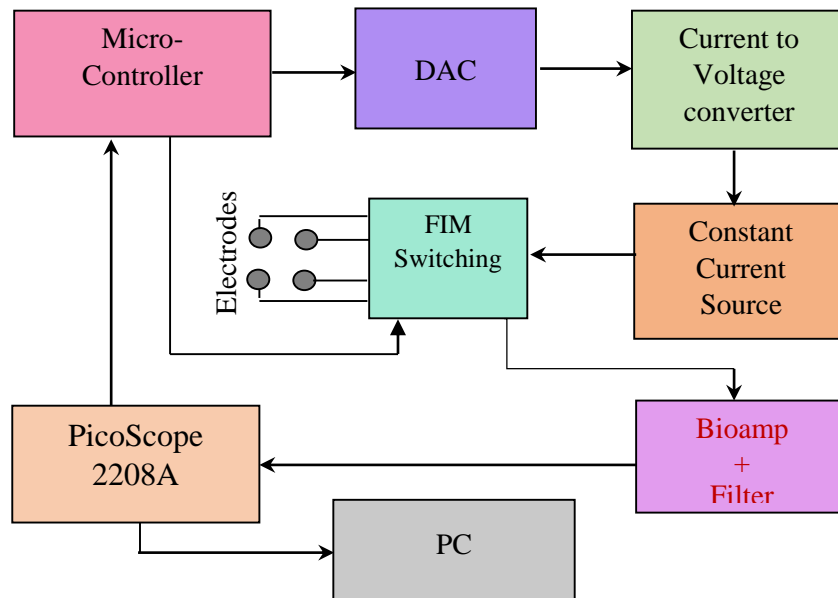 Micro-
Controller
DAC
Current to
Voltage
converter
Electrodes
FIM
Switching
Constant
Current
Source
PicoScope
2208A
Bioamp
+
Filter
PC